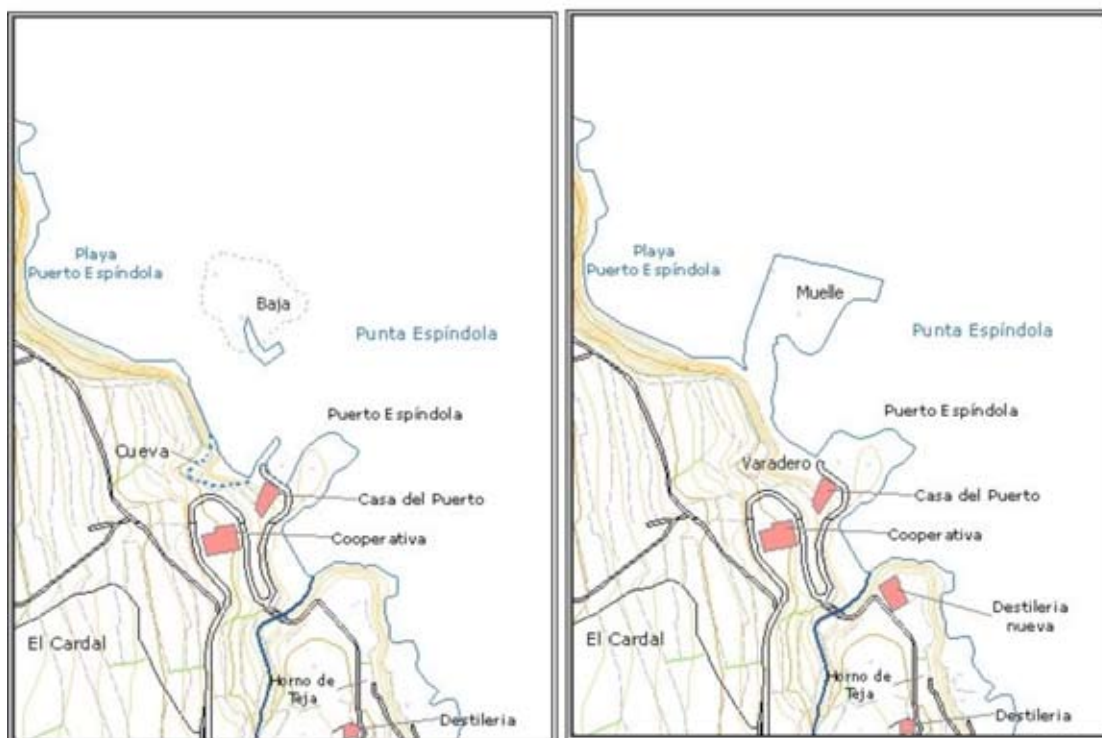 Playa
Puerto Espíndola
Baja
Punta Espíndola
Puerto Espíndola
Cueva
Casa del Puerto
Cooperativa
El Cardal
Horno de
Teja
Destileria
Playa
Puerto Espíndola
Muelle
Punta Espíndola
Puerto Espíndola
Varadero
Casa del Puerto
Cooperativa
Destileria
nueva
El Cardal
Horno de
Teja
Destileria